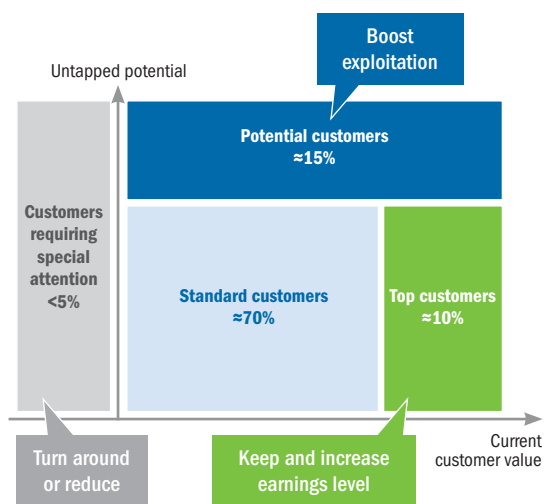 Boost
exploitation
Untapped potential
Potential customers
≈15%
Customers
requiring
special
attention
<5%
Standard customers
≈70%
Top customers
≈10%
Current
customer value
Turn around
or reduce
Keep and increase
earnings level